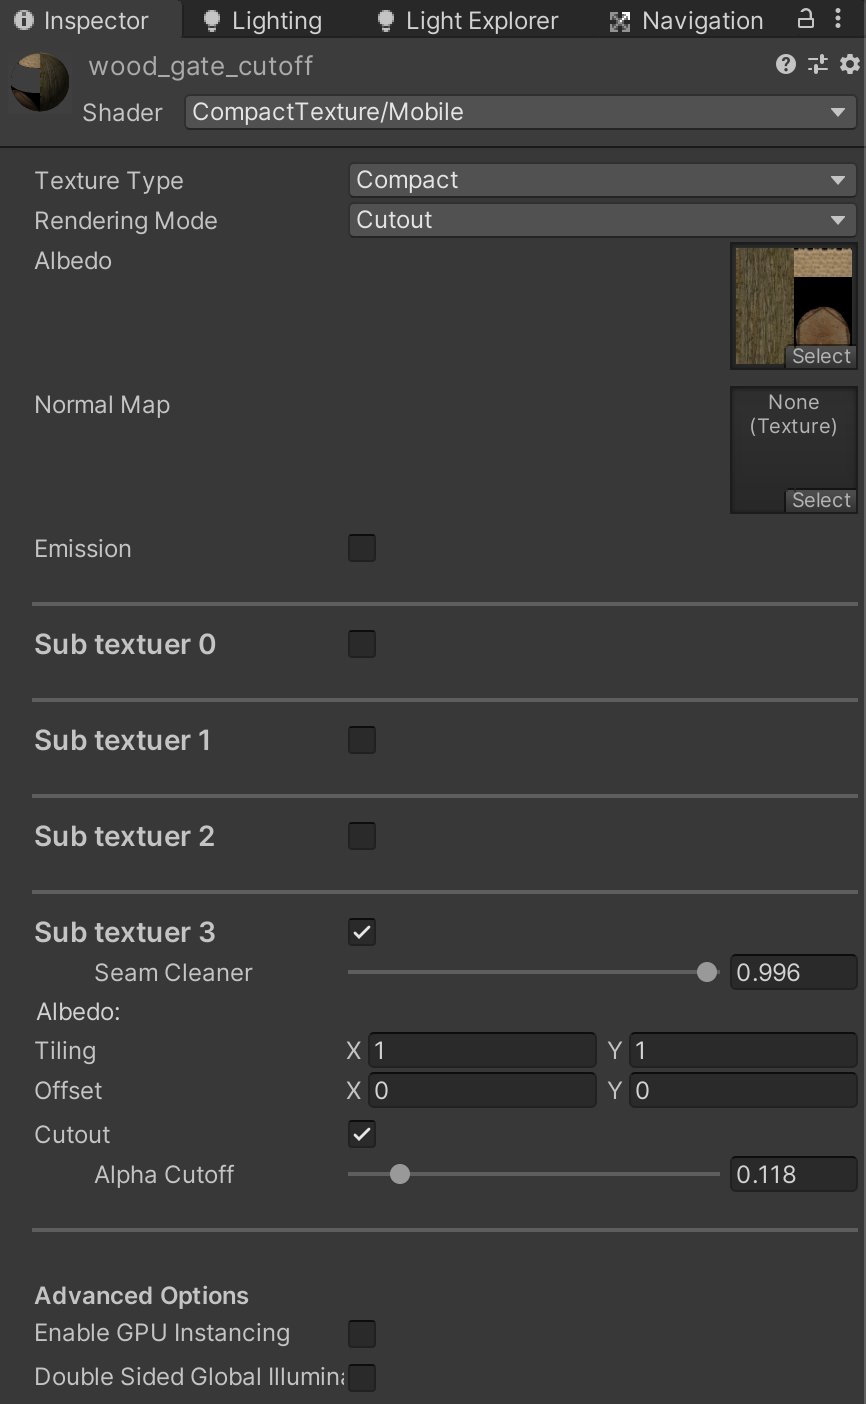 Inspector Lighting Light Explorer Navigation
wood_gate_cutoff
Shader CompactTexture/Mobile
Texture Type Compact
Rendering Mode Cutout
Albedo
Select
Normal Map
None
(Texture)
Select
Emission
Sub textuer 0
Sub textuer 1
Sub textuer 2
Sub textuer 3
Seam Cleaner 0.996
Albedo:
Tiling X 1 Y 1
Offset X 0 Y 0
Cutout
Alpha Cutoff 0.118
Advanced Options
Enable GPU Instancing
Double Sided Global Illumina